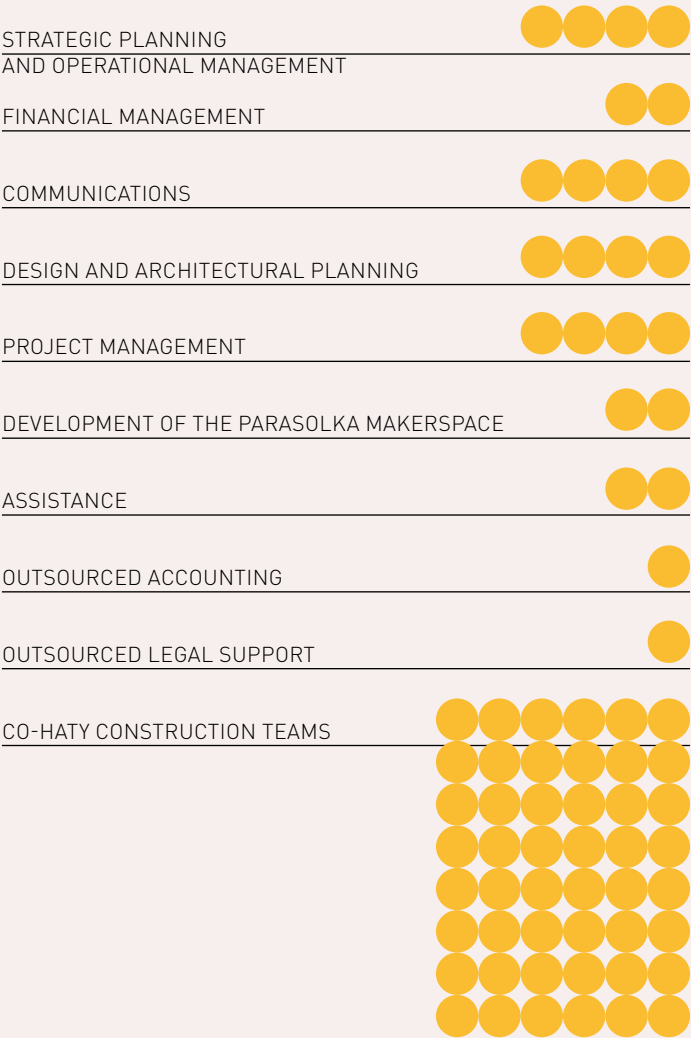 STRATEGIC PLANNING
AND OPERATIONAL MANAGEMENT
FINANCIAL MANAGEMENT
COMMUNICATIONS
DESIGN AND ARCHITECTURAL PLANNING
PROJECT MANAGEMENT
DEVELOPMENT OF THE PARASOLKA MAKERSPACE
ASSISTANCE
OUTSOURCED ACCOUNTING
OUTSOURCED LEGAL SUPPORT
CO-HATY CONSTRUCTION TEAMS